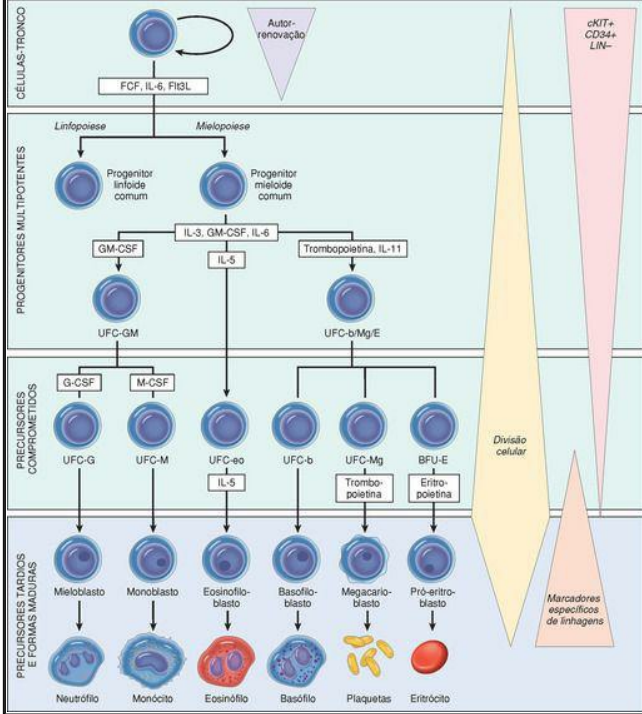 CÉLULAS-TRONCO
Autor-
renovação
cKIT+
CD34+
LIN–
FCF, IL-6, Flt3L
PROGENITORES MULTIPOTENTES
Linfopoiese
Mielopoiese
Progenitor
linfoide
comum
Progenitor
mieloide
comum
IL-3, GM-CSF, IL-6
GM-CSF
IL-5
Trombopoietina, IL-11
UFC-GM
UFC-b/Mg/E
PRECURSORES
COMPROMETIDOS
G-CSF
M-CSF
UFC-G
UFC-M
UFC-eo
UFC-b
UFC-Mg
BFU-E
IL-5
Trombo-
poietina
Eritro-
poietina
Divisão
celular
PRECURSORES TARDIOS
E FORMAS MADURAS
Mieloblasto
Monoblasto
Eosinofilo-
blasto
Basofilo-
blasto
Megacario-
blasto
Pró-eritro-
blasto
Marcadores
específicos
de linhagens
Neutrófilo
Monócito
Eosinófilo
Basófilo
Plaquetas
Eritrócito